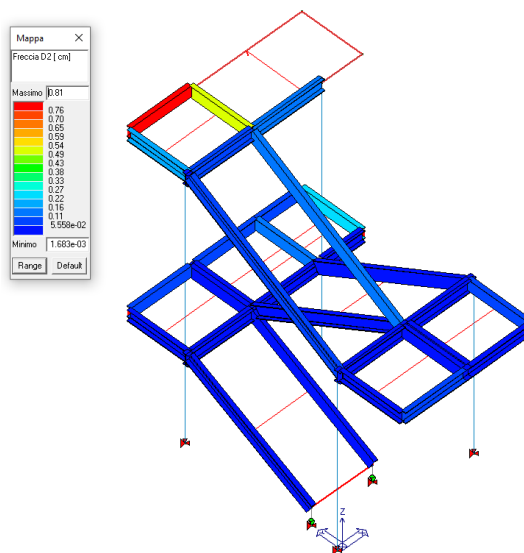 Mappa
Freccia D2 [ cm]
Massimo 0.81
0.76
0.70
0.65
0.59
0.54
0.49
0.43
0.38
0.33
0.27
0.22
0.16
0.11
5.558e-02
Minimo 1.683e-03
Range Default
Z